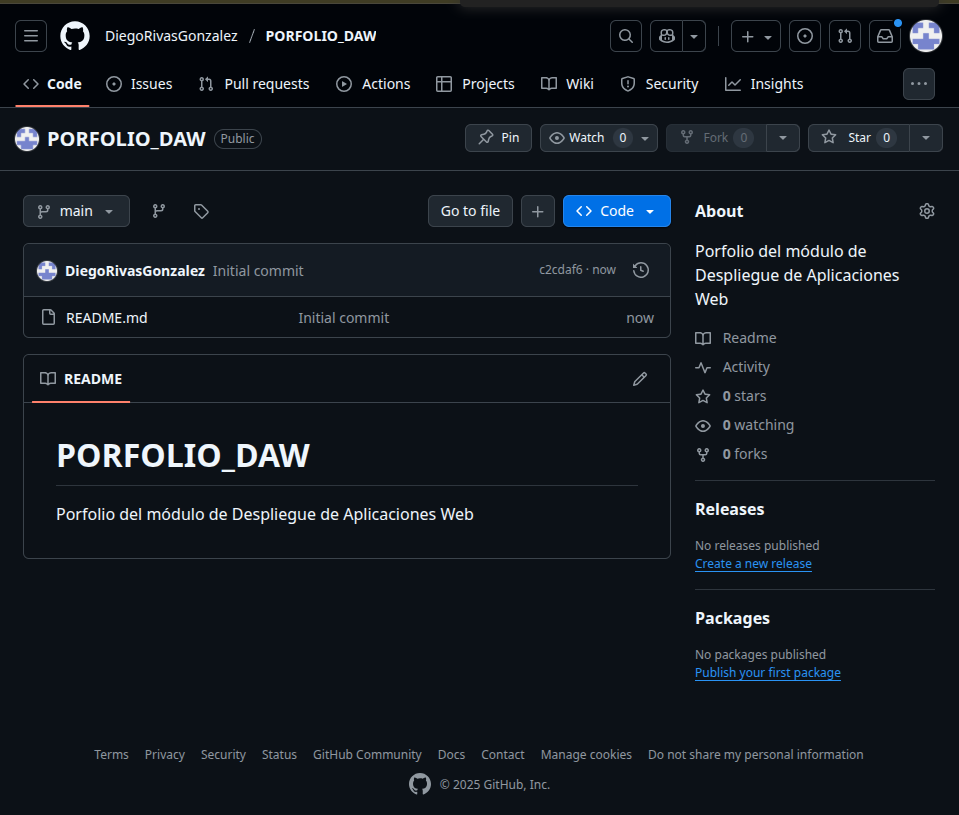 DiegoRivasGonzalez / PORFOLIO_DAW
Code Issues Pull requests Actions Projects Wiki Security Insights
PORFOLIO_DAW Public Pin Watch 0 Fork 0 Star 0
main Go to file Code
DiegoRivasGonzalez Initial commit c2cdaf6 · now
README.md Initial commit now
README
PORFOLIO_DAW
Porfolio del módulo de Despliegue de Aplicaciones Web
About
Porfolio del módulo de
Despliegue de Aplicaciones
Web
Readme
Activity
0 stars
0 watching
0 forks
Releases
No releases published
Create a new release
Packages
No packages published
Publish your first package
Terms Privacy Security Status GitHub Community Docs Contact Manage cookies Do not share my personal information
© 2025 GitHub, Inc.